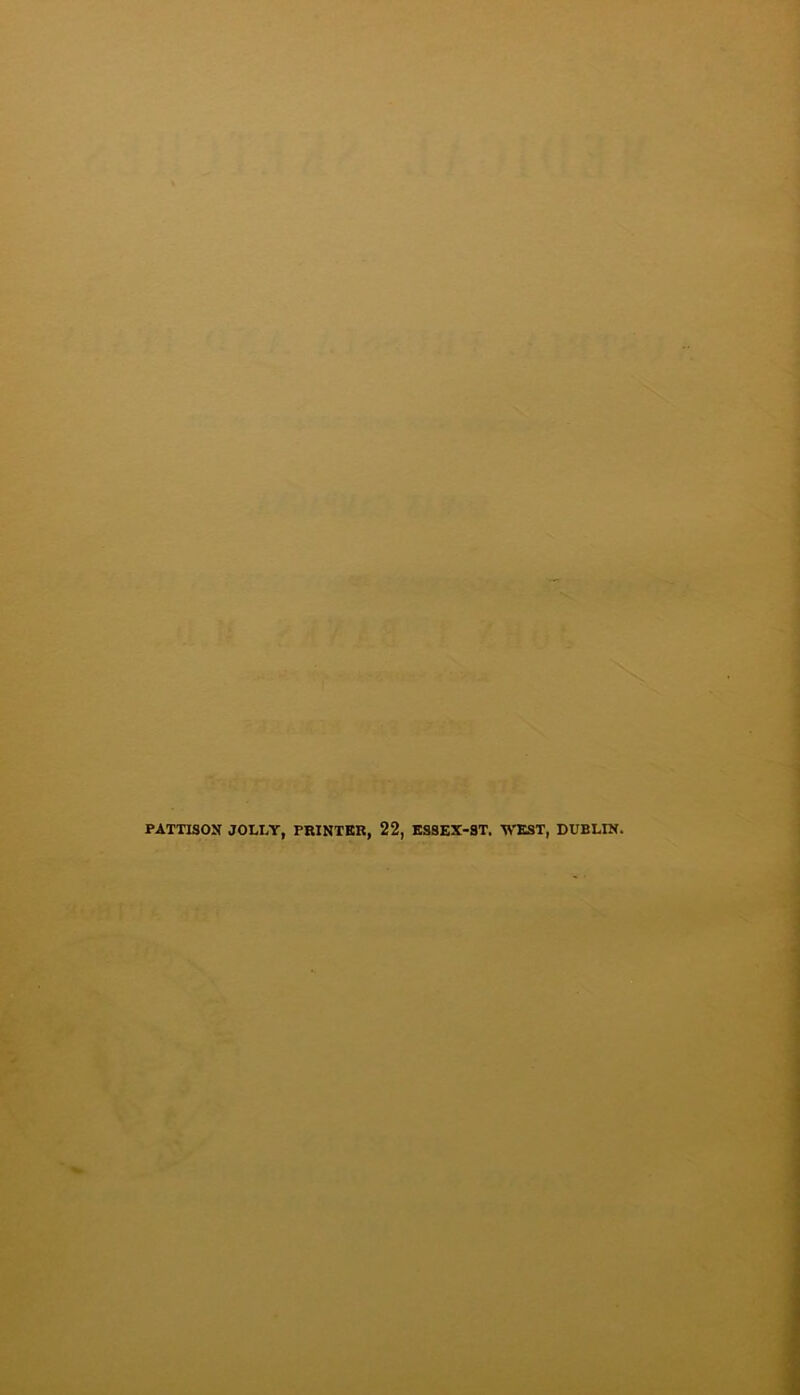 PATTISON JOLLY, PRINTER, 22, ESSEX-ST. WEST, DUBLIN.